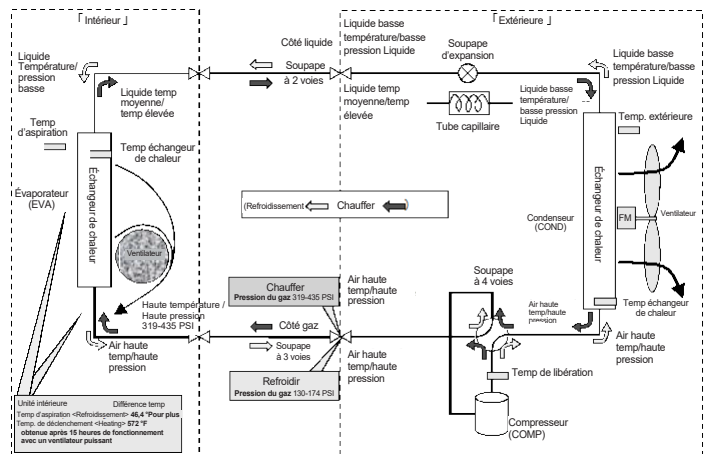 「 Intérieur 」
「 Extérieure 」
Liquide
Température/
pression
basse
Liquide temp
moyenne/
temp élevée
Côté liquide
Soupape
à 2 voies
Liquide basse
température/basse
pression Liquide
Liquide temp
moyenne/temp
élevée
Soupape
d'expansion
Tube capillaire
Liquide basse
température/
basse pression
Liquide
Liquide basse
température/basse
pression Liquide
Temp
d'aspiration
Temp échangeur
de chaleur
Évaporateur
(EVA)
Échangeur de chaleur
Ventilateur
(Refroidissement
Chauffer
Temp. extérieure
Échangeur
de chaleur
Condenseur
(COND)
FM
Ventilateur
Temp échangeur
de chaleur
Haute température /
Haute pression
319-435 PSI
Air haute
temp/haute
pression
Chauffer
Pression du gaz 319-435 PSI
Côté gaz
Soupape
à 3 voies
Refroidir
Pression du gaz 130-174 PSI
Air haute
temp/haute
pression
Air haute
temp/haute
pression
Soupape
à 4 voies
Air haute
temp/haute
pression
Air haute
temp/haute
pression
Temp de libération
Compresseur
(COMP)
Unité intérieure
Différence temp
Temp d'aspiration <Refroidissement> 46,4 °Pour plus
Temp. de déclenchement <Heating> 572 °F
obtenue après 15 heures de fonctionnement
avec un ventilateur puissant